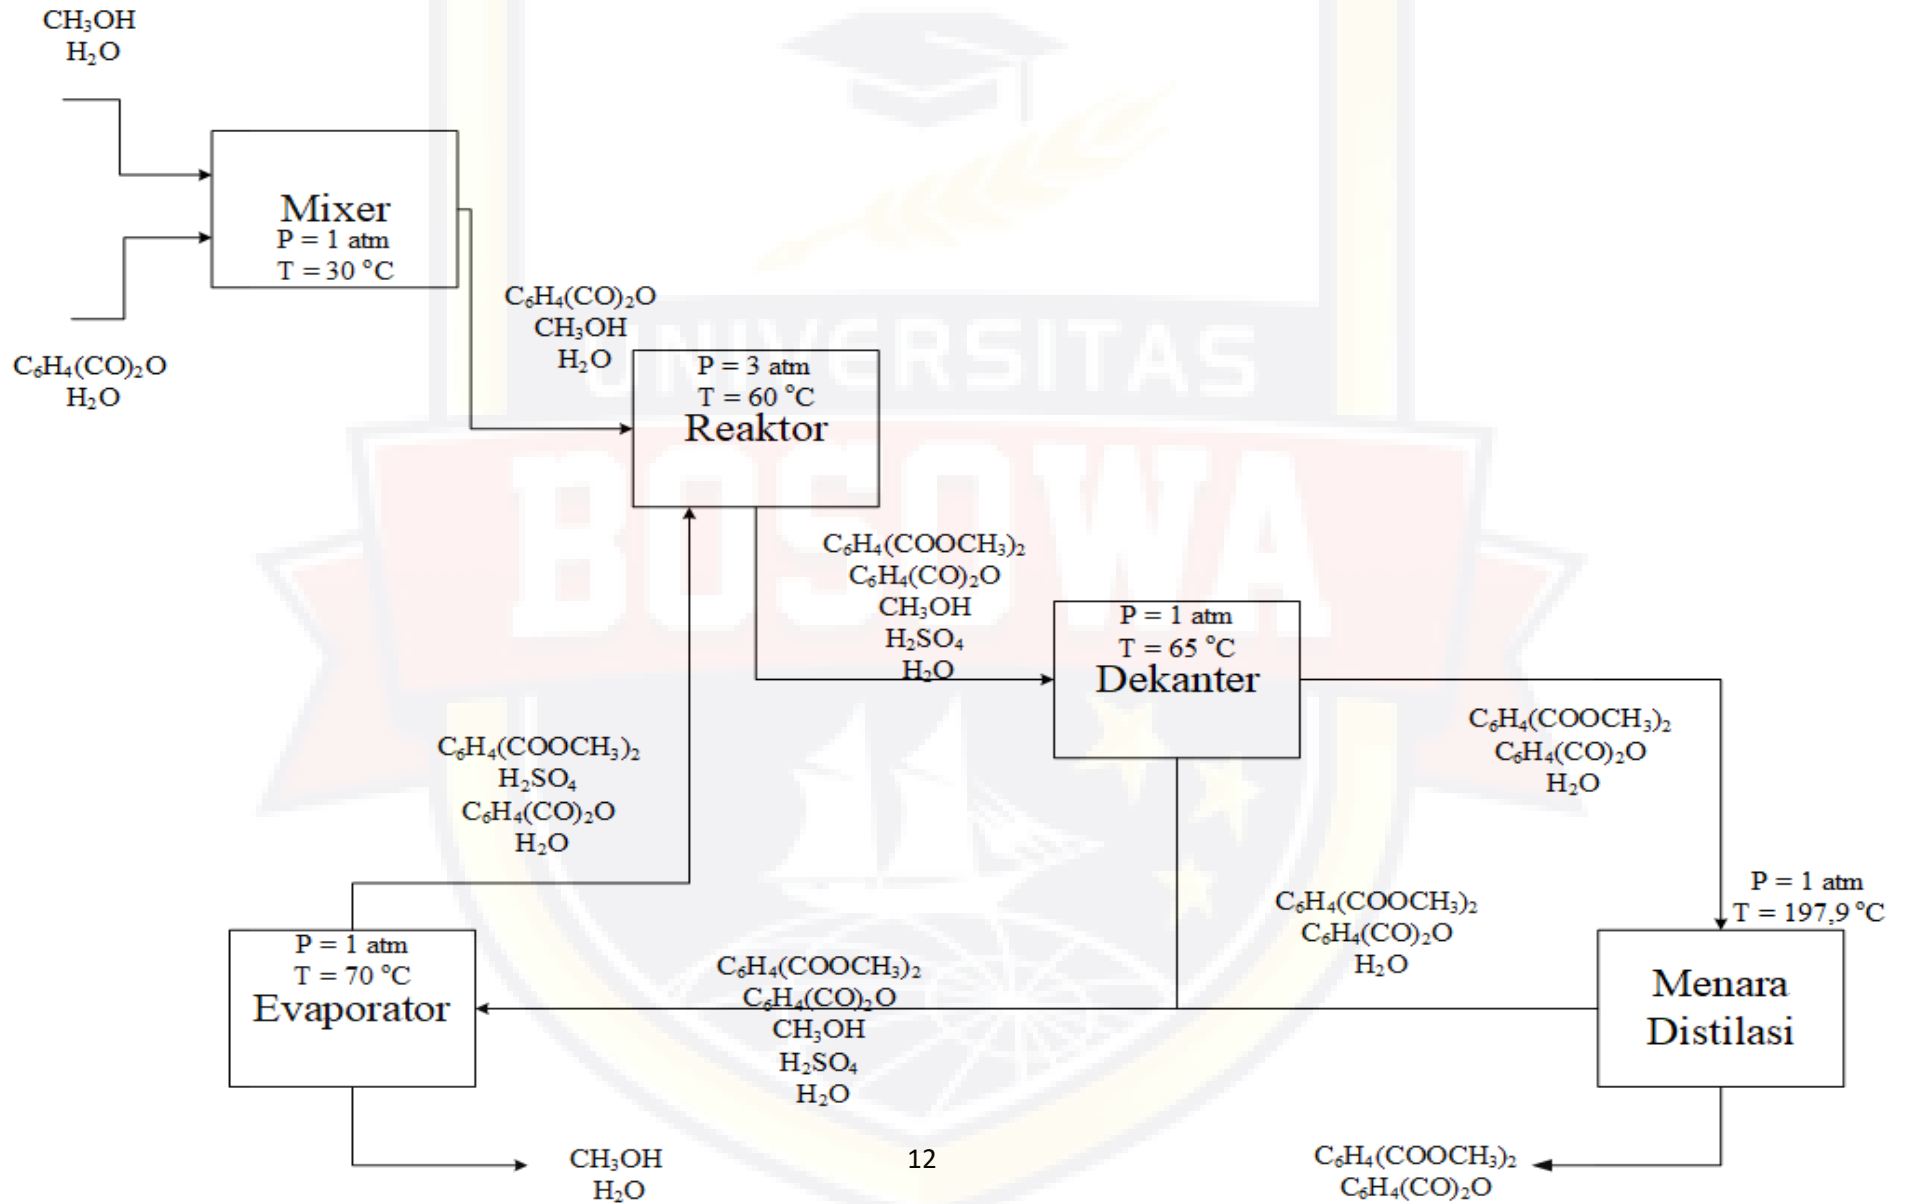 CH₃OH
H₂O
Mixer
P = 1 atm
T = 30 °C
C₆H₄(CO)₂O
H₂O
C₆H₄(CO)₂O
CH₃OH
H₂O
P = 3 atm
T = 60 °C
Reaktor
UNIVERSITAS
BOSOWA
C₆H₄(COOCH₃)₂
C₆H₄(CO)₂O
CH₃OH
H₂SO₄
H₂O
P = 1 atm
T = 65 °C
Dekanter
C₆H₄(COOCH₃)₂
C₆H₄(CO)₂O
H₂O
C₆H₄(COOCH₃)₂
H₂SO₄
C₆H₄(CO)₂O
H₂O
P = 1 atm
T = 197,9 °C
Menara
Distilasi
C₆H₄(COOCH₃)₂
C₆H₄(CO)₂O
H₂O
P = 1 atm
T = 70 °C
Evaporator
C₆H₄(COOCH₃)₂
C₆H₄(CO)₂O
CH₃OH
H₂SO₄
H₂O
CH₃OH
H₂O
12
C₆H₄(COOCH₃)₂
C₆H₄(CO)₂O